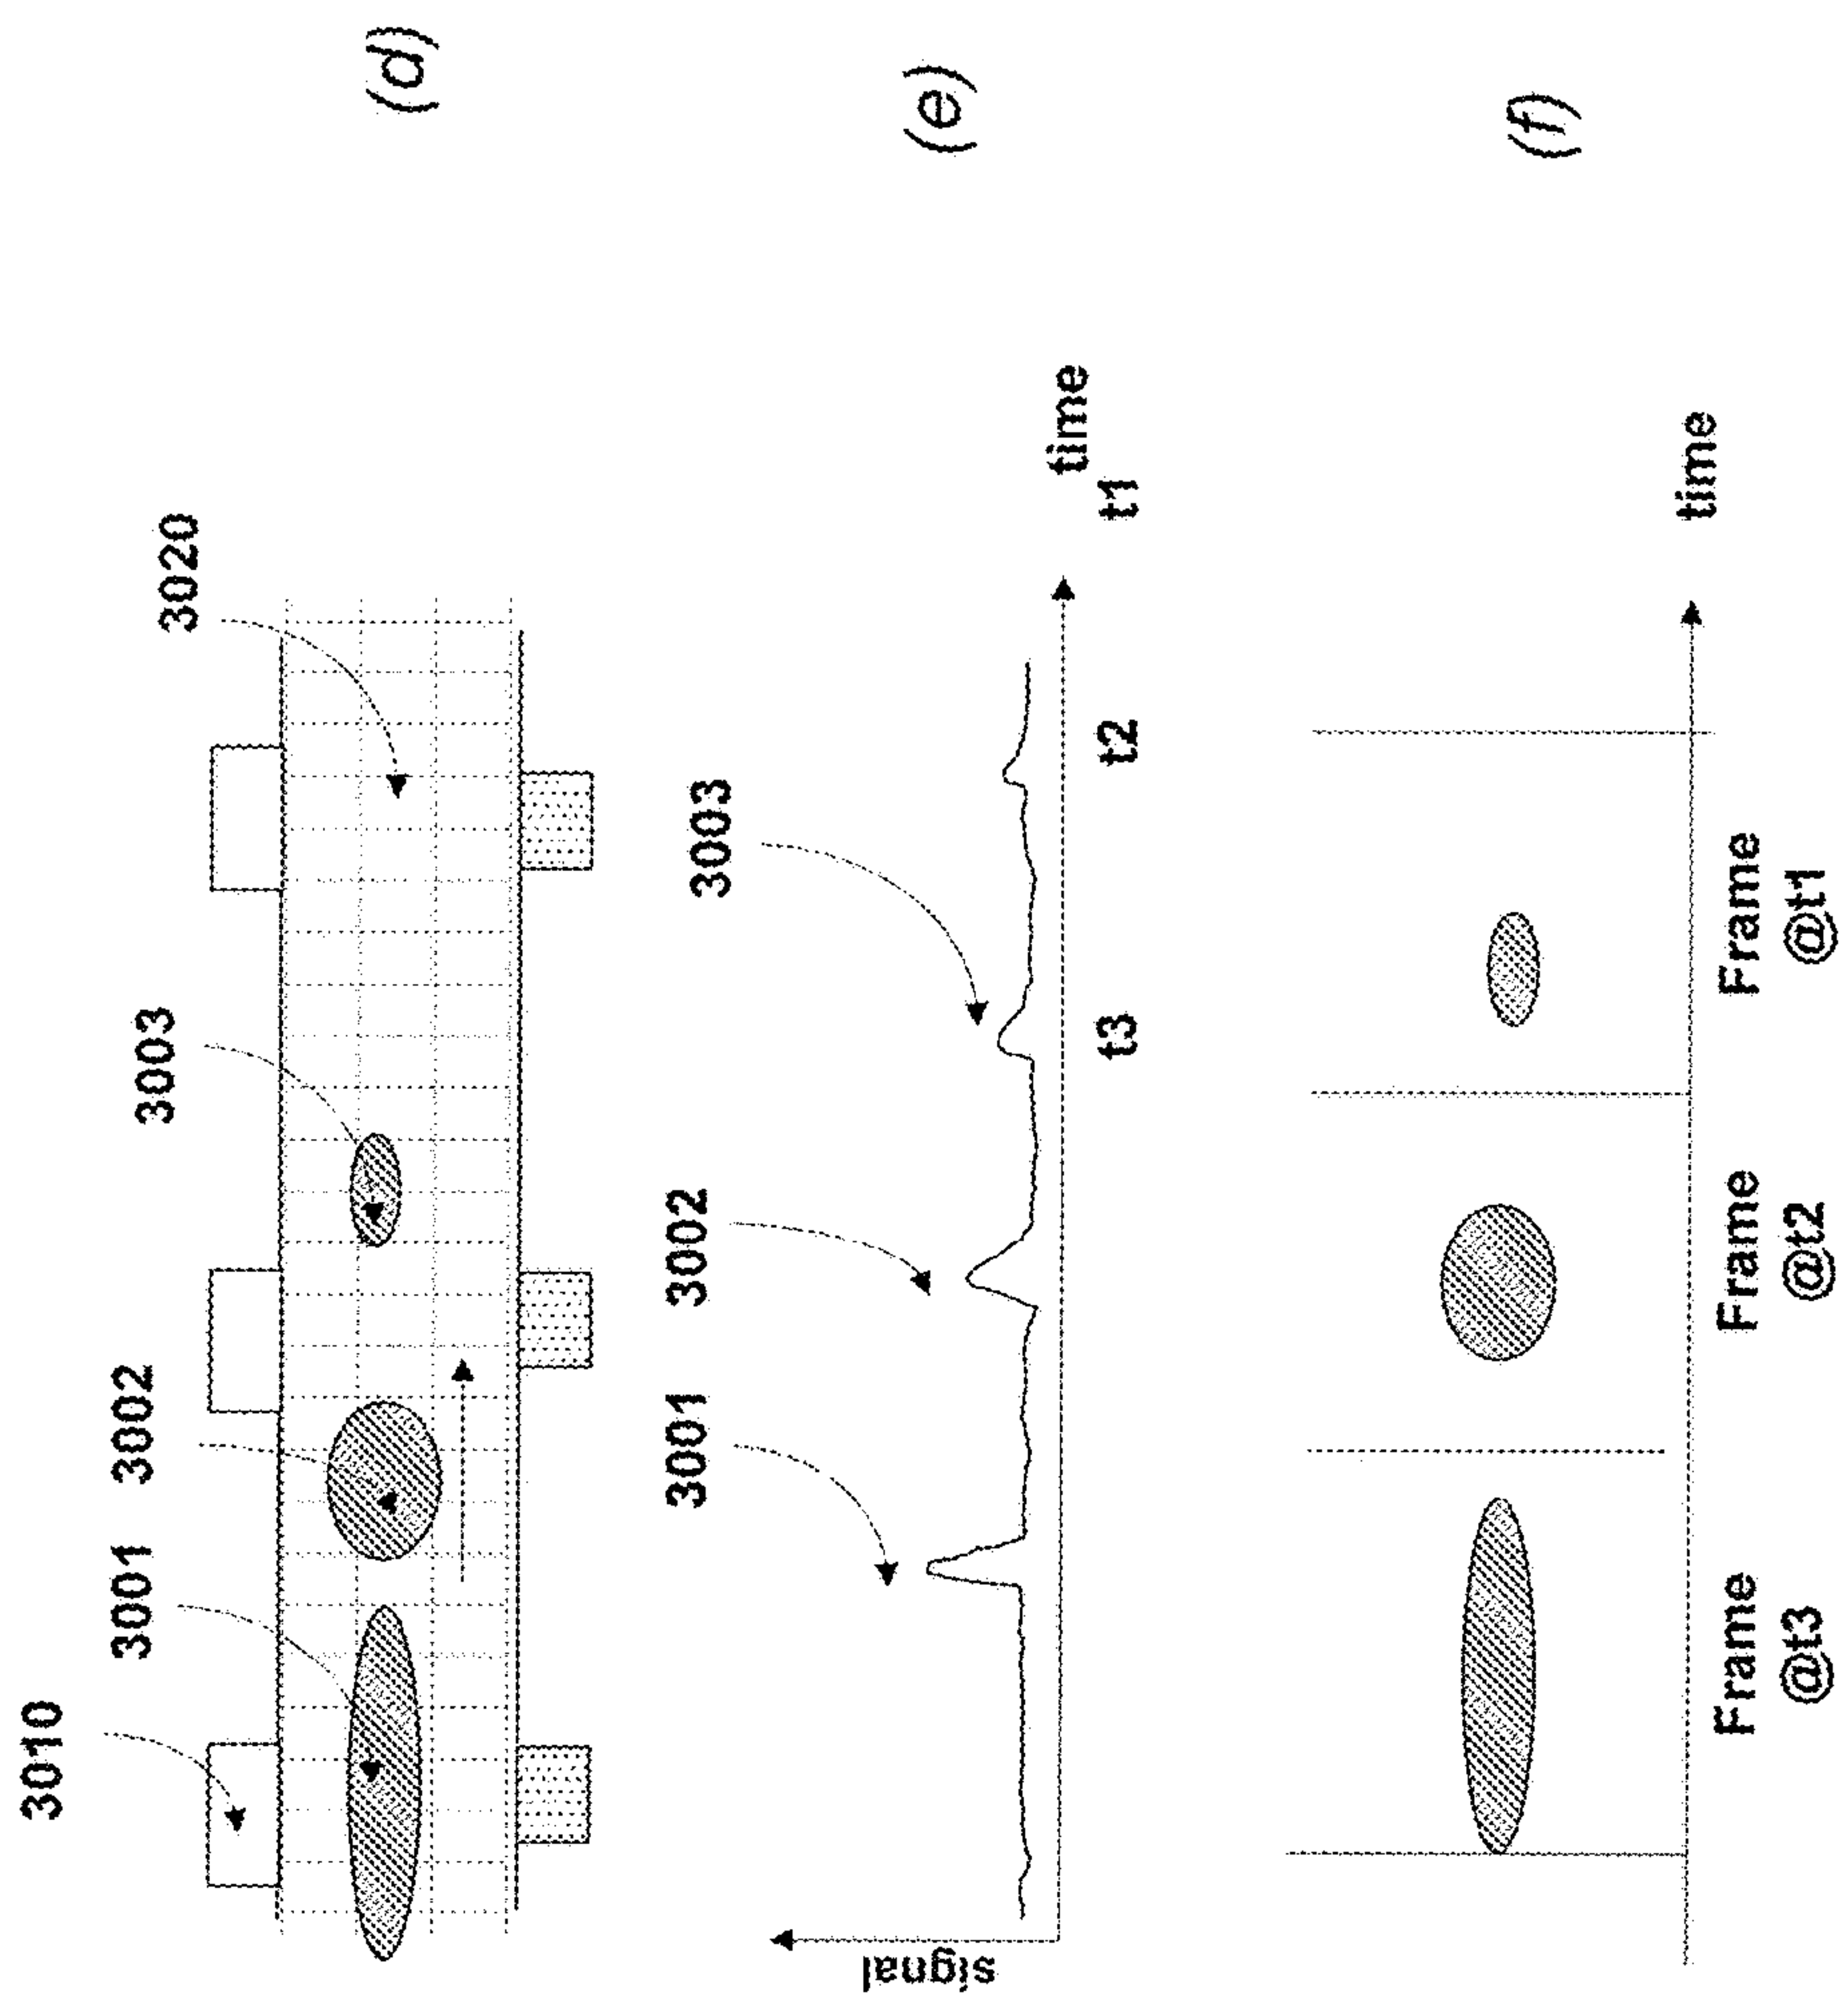 3010
3001
3002
3003
3020
(d)
3001
3002
3003
signal
t3
t2
t1
time
(e)
Frame
@t3
Frame
@t2
Frame
@t1
time
(f)